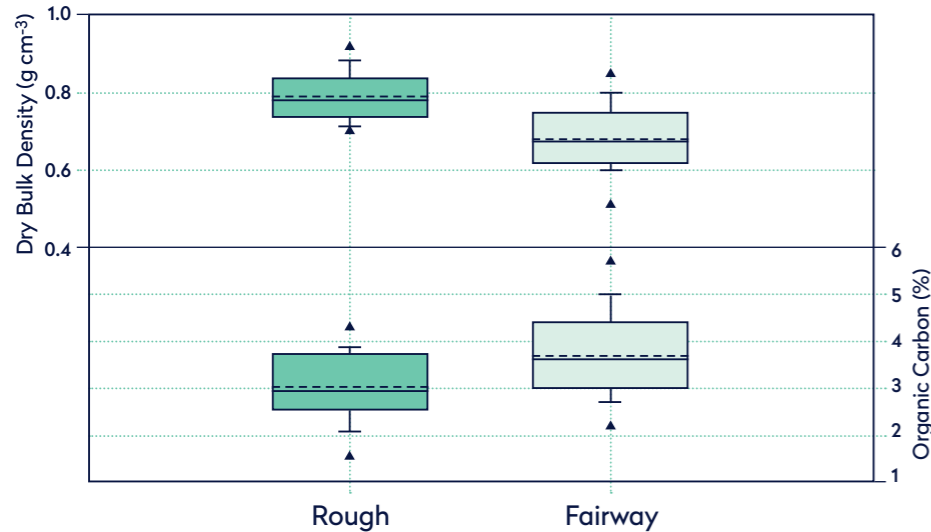 Dry Bulk Density (g cm-3)
1.0
0.8
0.6
0.4
6
5
4
3
2
1
Organic Carbon (%)
Rough
Fairway